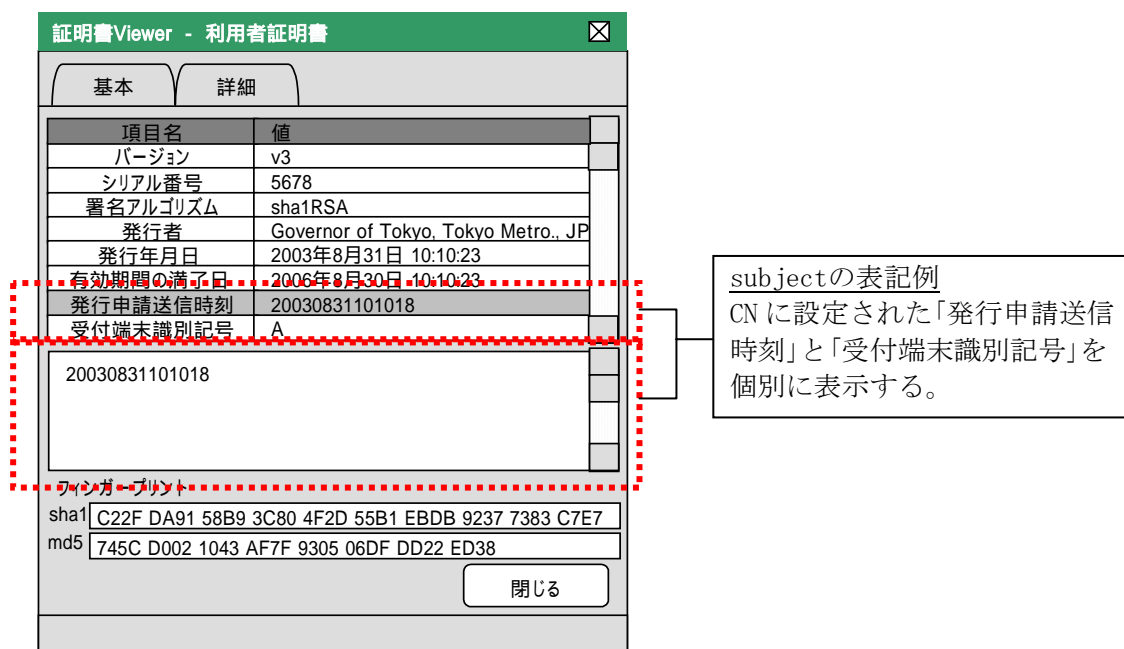 証明書Viewer - 利用者証明書
基本 詳細
項目名 値
バージョン v3
シリアル番号 5678
署名アルゴリズム sha1RSA
発行者 Governor of Tokyo, Tokyo Metro., JP
発行年月日 2003年8月31日 10:10:23
有効期間の満了日 2006年8月30日 10:10:23
発行申請送信時刻 20030831101018
受付端末識別記号 A
20030831101018
フィンガープリント
sha1 C22F DA91 58B9 3C80 4F2D 55B1 EBDB 9237 7383 C7E7
md5 745C D002 1043 AF7F 9305 06DF DD22 ED38
閉じる
subjectの表記例
CNに設定された「発行申請送信
時刻」と「受付端末識別記号」を
個別に表示する。